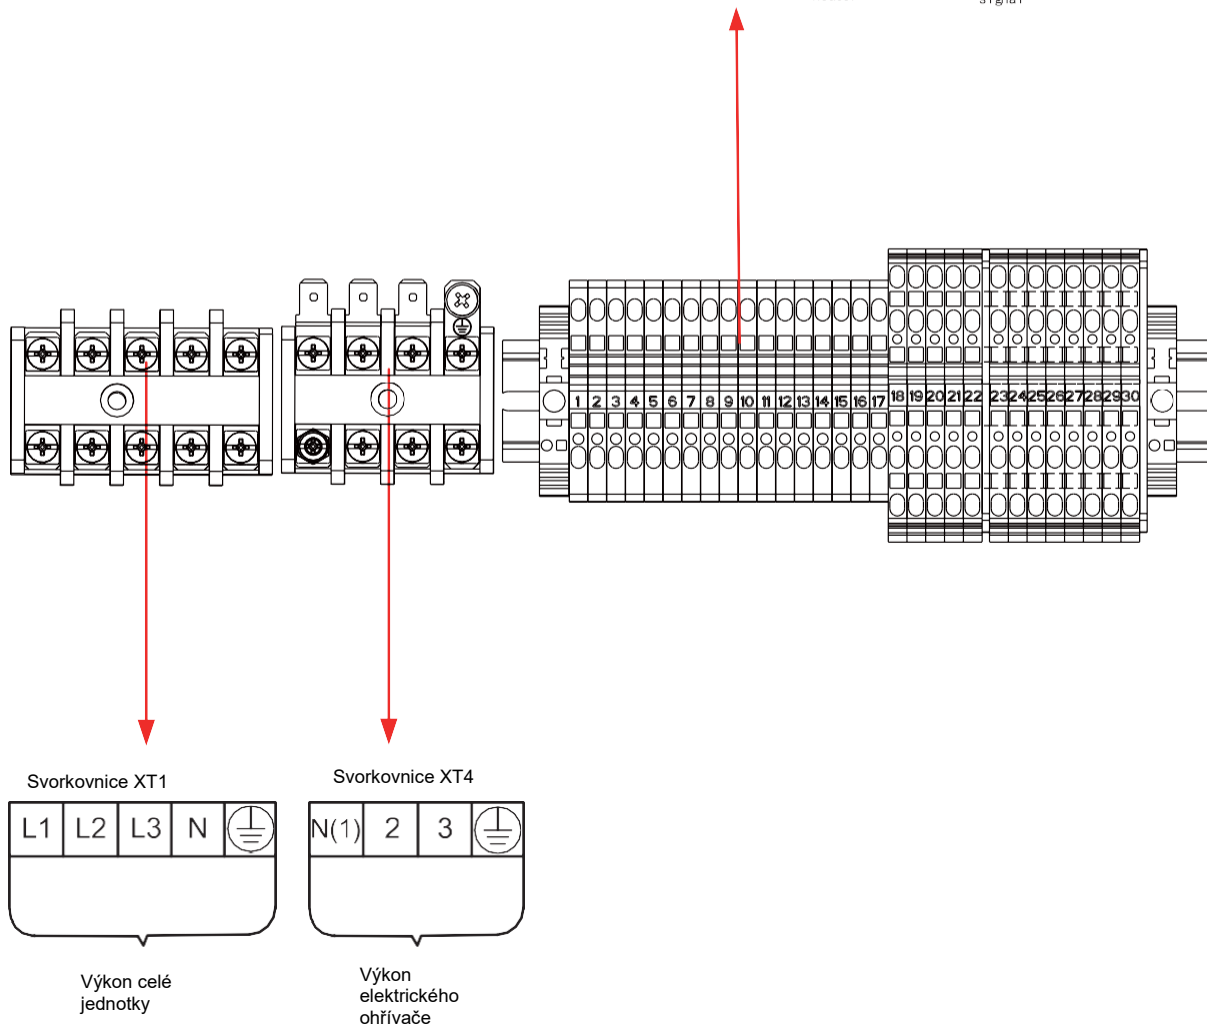 signal
1 2 3 4 5 6 7 8 9 10 11 12 13 14 15 16 17 18 19 20 21 22 23 24 25 26 27 28 29 30
Svorkovnice XT1
L1 L2 L3 N
Výkon celé
jednotky
Svorkovnice XT4
N(1) 2 3
Výkon
elektrického
ohřívače